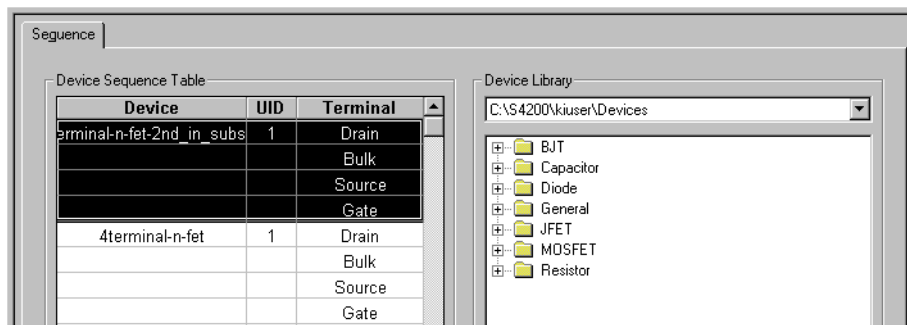 Sequence
Device Sequence Table
Device UID Terminal
erminal-n-fet-2nd_in_subs 1 Drain
Bulk
Source
Gate
4terminal-n-fet 1 Drain
Bulk
Source
Gate
Device Library
C:\S4200\kiuser\Devices
BJT
Capacitor
Diode
General
JFET
MOSFET
Resistor